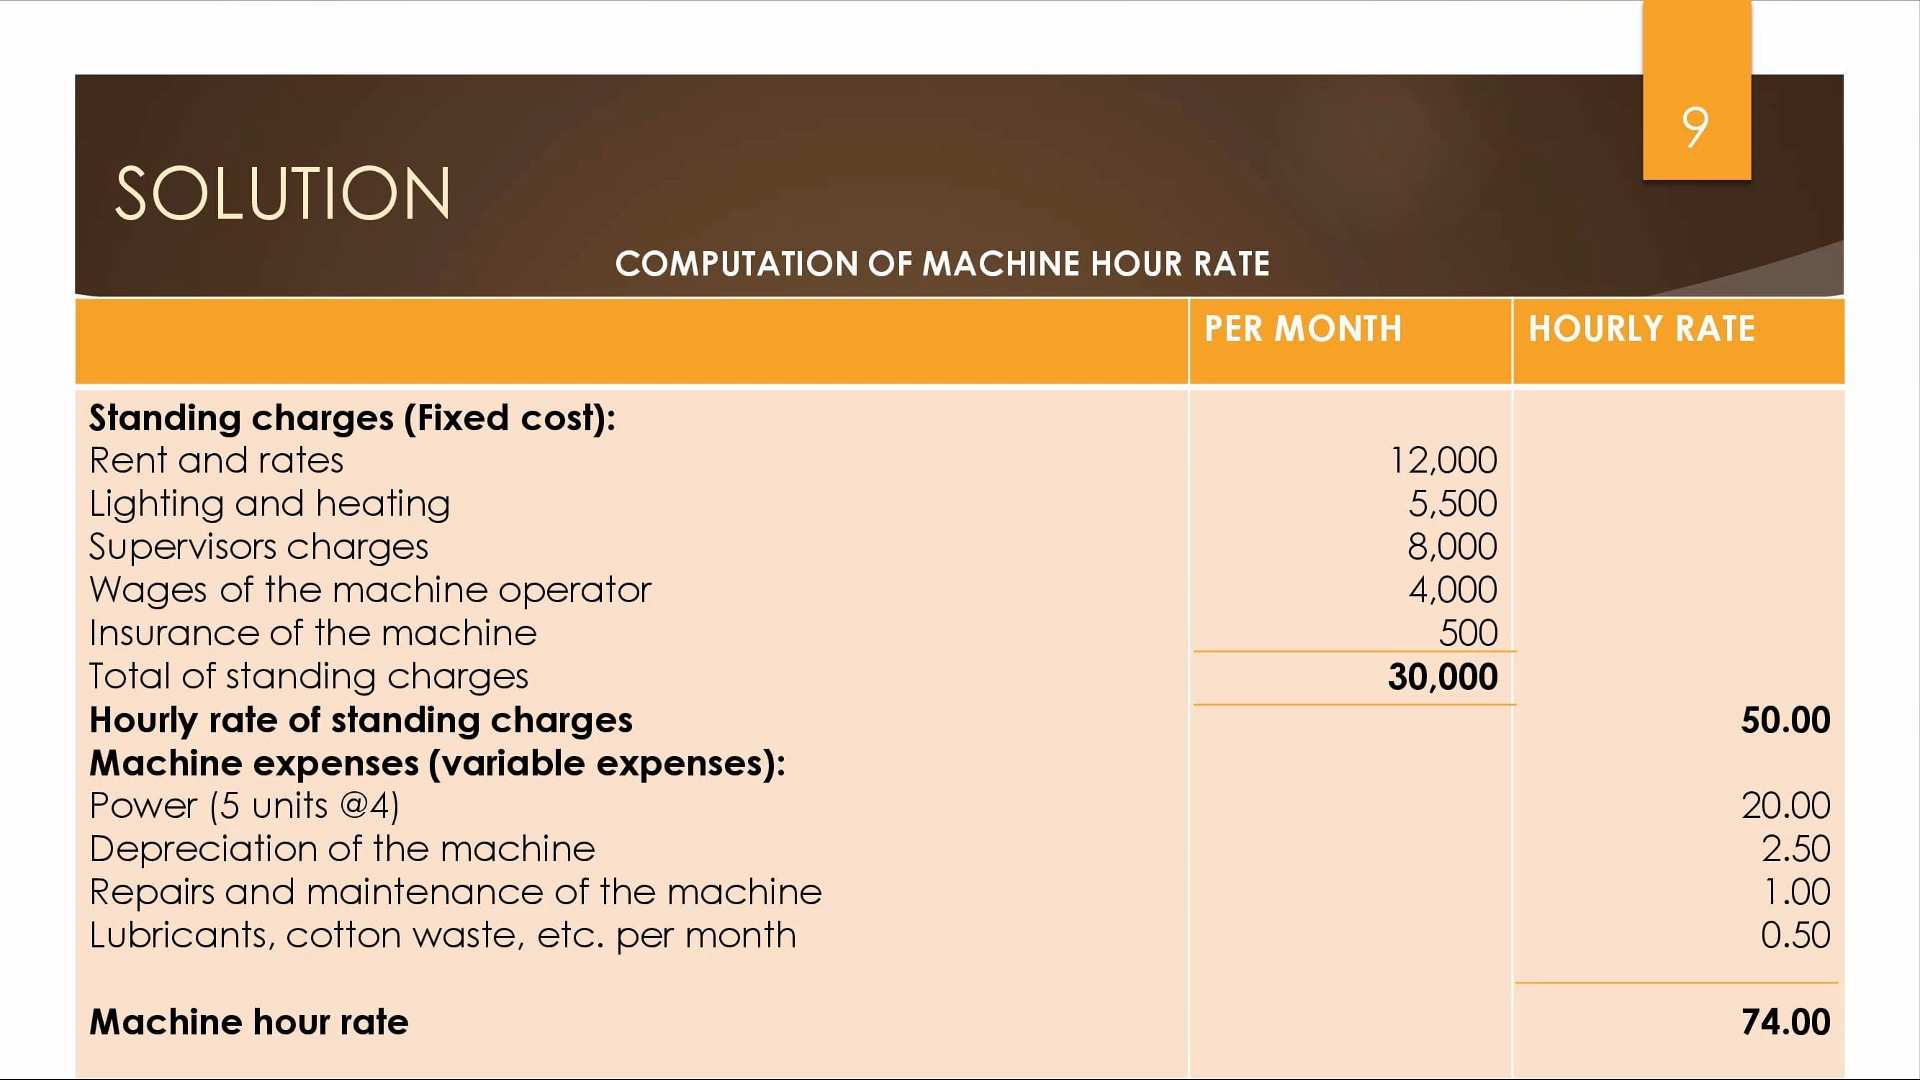 9
SOLUTION
COMPUTATION OF MACHINE HOUR RATE
PER MONTH HOURLY RATE
Standing charges (Fixed cost):
Rent and rates 12,000
Lighting and heating 5,500
Supervisors charges 8,000
Wages of the machine operator 4,000
Insurance of the machine 500
Total of standing charges 30,000
Hourly rate of standing charges 50.00
Machine expenses (variable expenses):
Power (5 units @4) 20.00
Depreciation of the machine 2.50
Repairs and maintenance of the machine 1.00
Lubricants, cotton waste, etc. per month 0.50
Machine hour rate 74.00